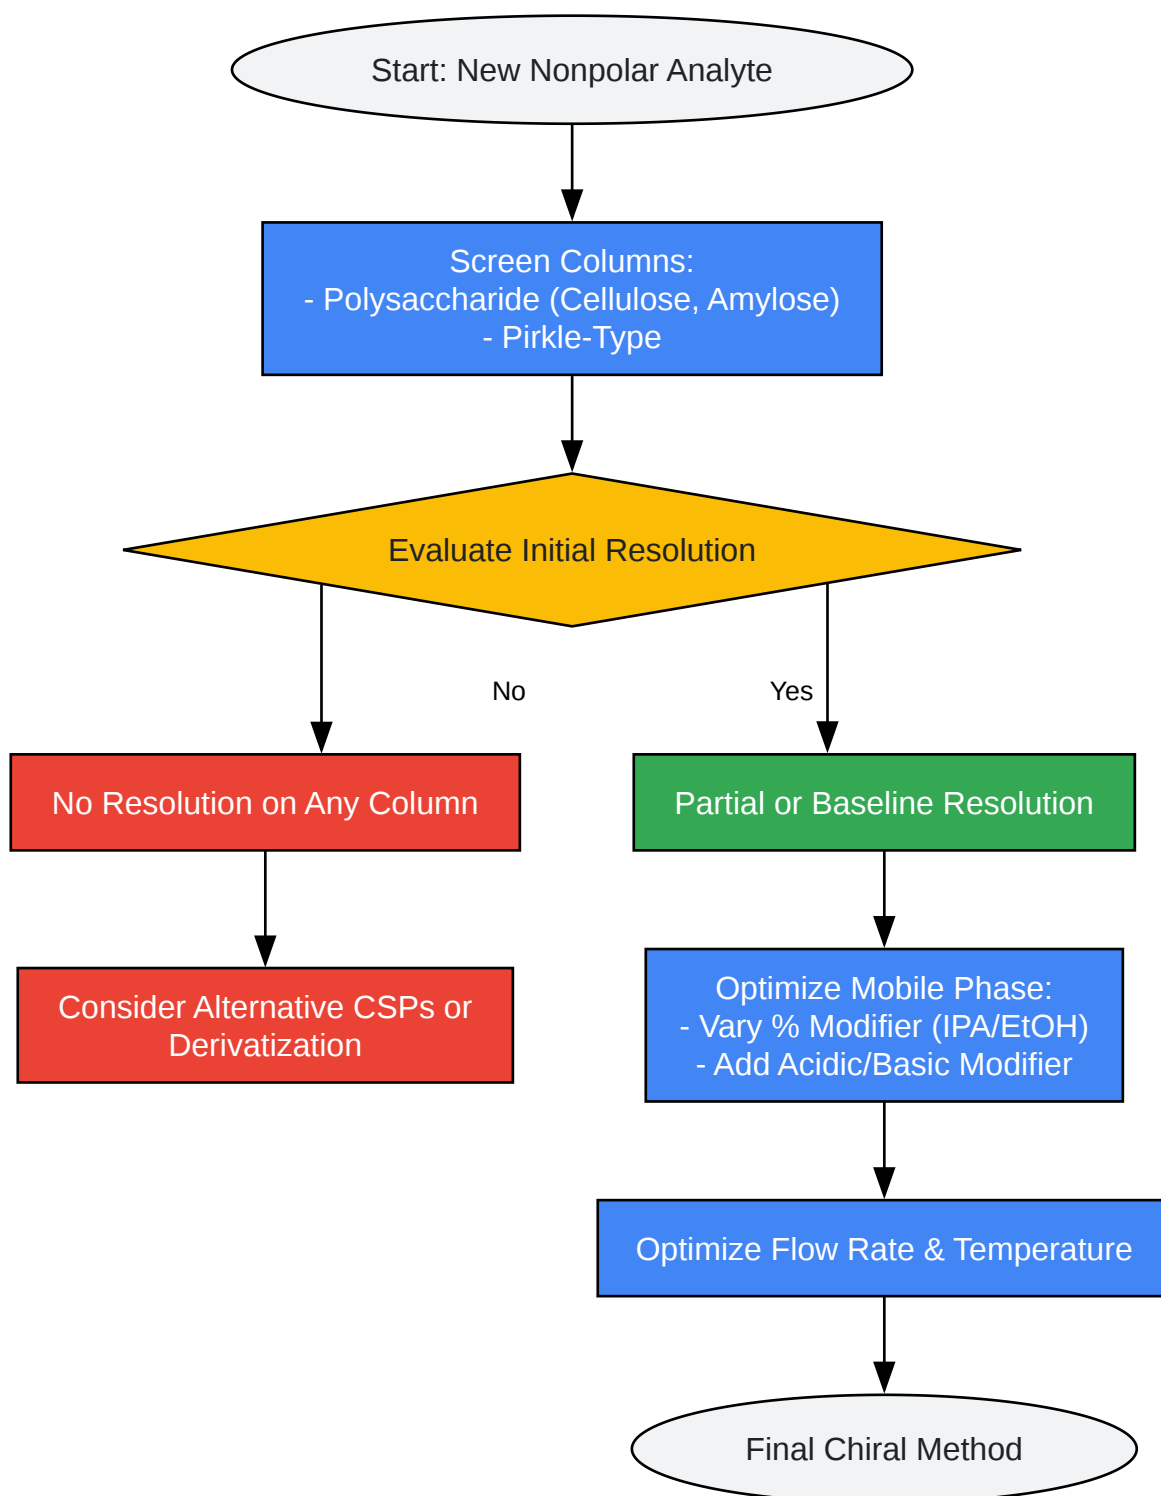 Start: New Nonpolar Analyte
Screen Columns:
- Polysaccharide (Cellulose, Amylose)
- Pirkle-Type
Evaluate Initial Resolution
No
Yes
No Resolution on Any Column
Partial or Baseline Resolution
Consider Alternative CSPs or
Derivatization
Optimize Mobile Phase:
- Vary % Modifier (IPA/EtOH)
- Add Acidic/Basic Modifier
Optimize Flow Rate & Temperature
Final Chiral Method